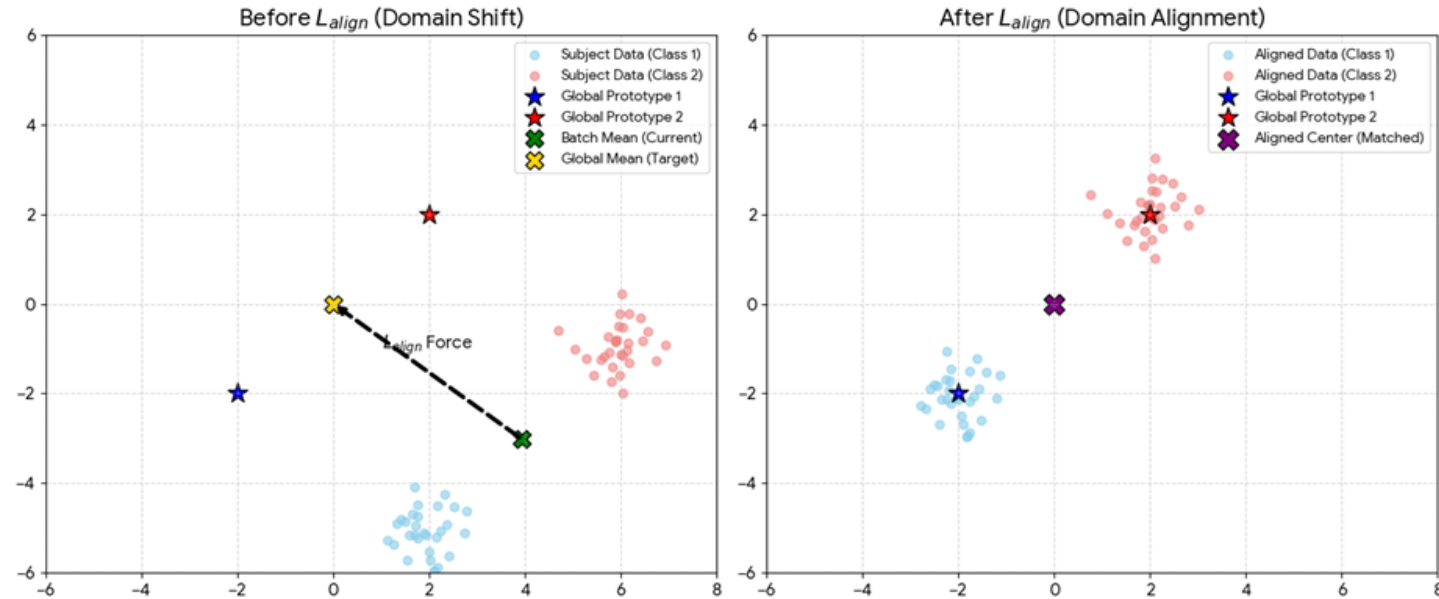 Before L_align (Domain Shift)
6
4
2
0
−2
−4
−6
−6
−4
−2
0
2
4
6
8
Subject Data (Class 1)
Subject Data (Class 2)
Global Prototype 1
Global Prototype 2
Batch Mean (Current)
Global Mean (Target)
L_align Force
After L_align (Domain Alignment)
6
4
2
0
−2
−4
−6
−6
−4
−2
0
2
4
6
8
Aligned Data (Class 1)
Aligned Data (Class 2)
Global Prototype 1
Global Prototype 2
Aligned Center (Matched)